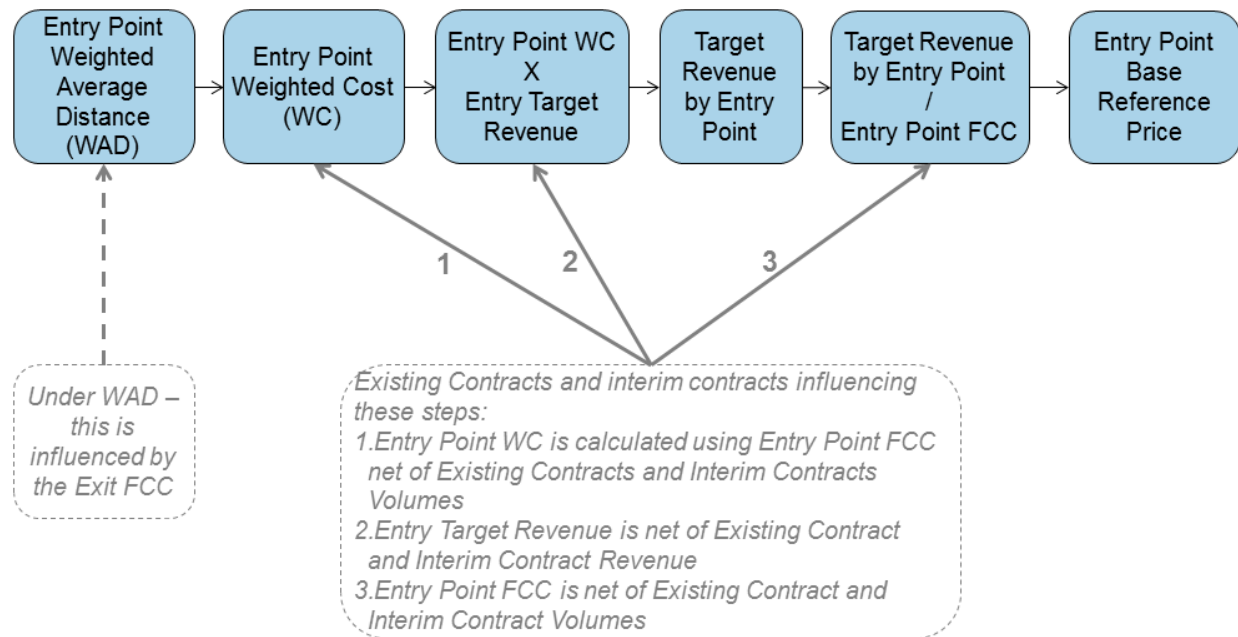 Entry Point
Weighted
Average
Distance
(WAD)
Entry Point
Weighted Cost
(WC)
Entry Point WC
X
Entry Target
Revenue
Target
Revenue
by Entry
Point
Target Revenue
by Entry Point
/
Entry Point FCC
Entry Point
Base
Reference
Price
1
2
3
Under WAD –
this is
influenced by
the Exit FCC
Existing Contracts and interim contracts influencing
these steps:
1.Entry Point WC is calculated using Entry Point FCC
net of Existing Contracts and Interim Contracts
Volumes
2.Entry Target Revenue is net of Existing Contract
and Interim Contract Revenue
3.Entry Point FCC is net of Existing Contract and
Interim Contract Volumes